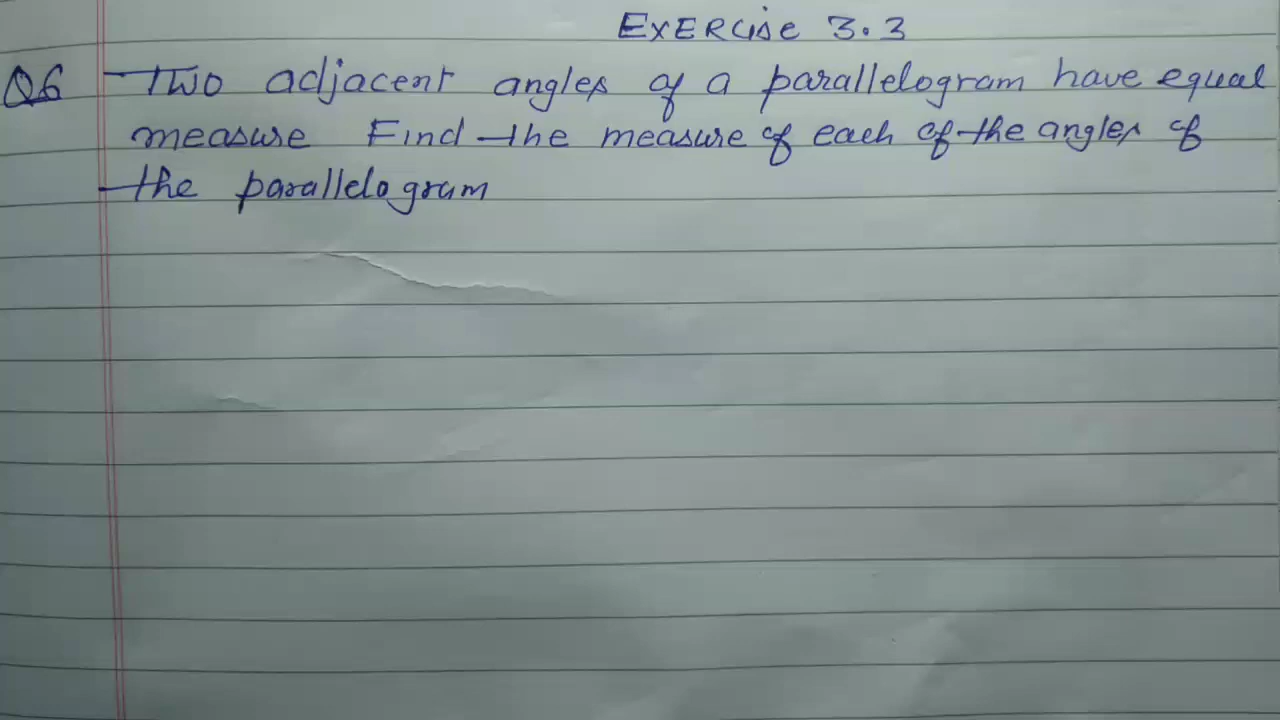 EXERCISE 3.3
Q6 Two adjacent angles of a parallelogram have equal
measure Find the measure of each of the angles of
the parallelogram